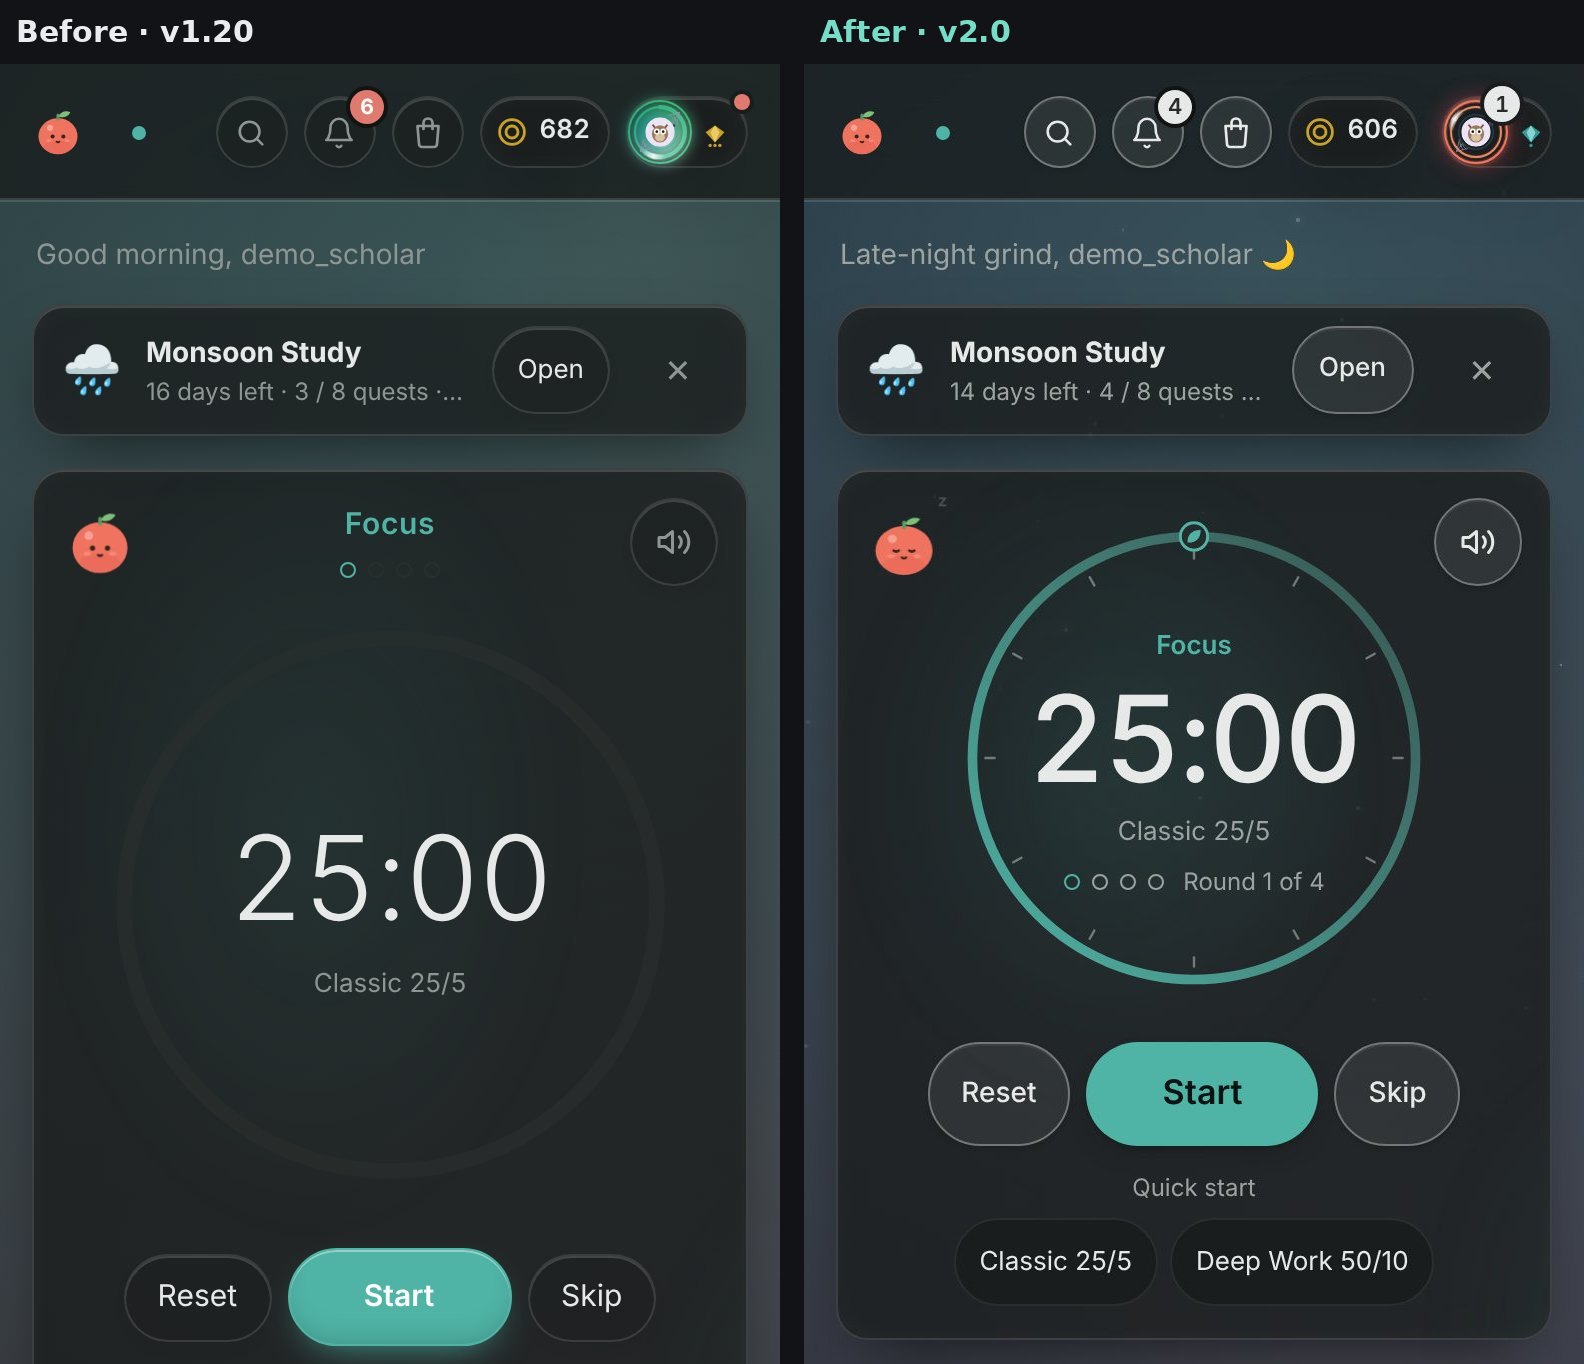 Before · v1.20
6
682
Good morning, demo_scholar
Monsoon Study
16 days left · 3 / 8 quests ·...
Open
Focus
25:00
Classic 25/5
Reset
Start
Skip
After · v2.0
4
606
1
Late-night grind, demo_scholar 🌙
Monsoon Study
14 days left · 4 / 8 quests ...
Open
z
Focus
25:00
Classic 25/5
Round 1 of 4
Reset
Start
Skip
Quick start
Classic 25/5
Deep Work 50/10